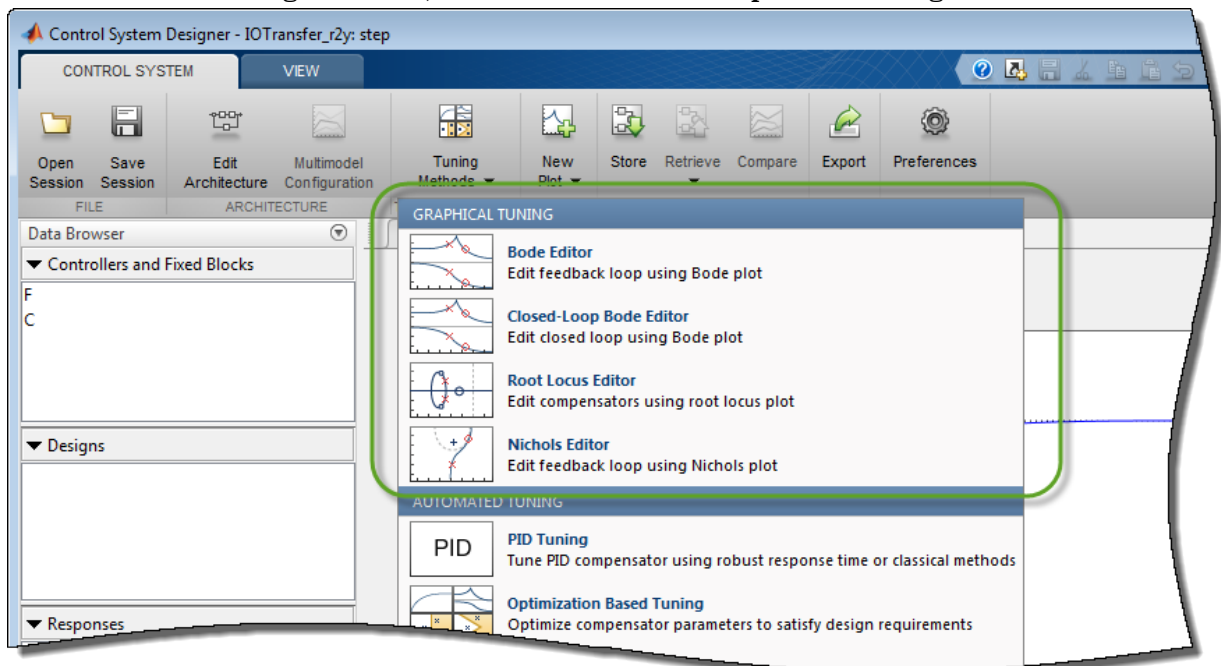 Control System Designer - IOTransfer_r2y: step
CONTROL SYSTEM
VIEW
Open Session
Save Session
Edit Architecture
Multimodel Configuration
Tuning Methods
New Plot
Store
Retrieve
Compare
Export
Preferences
FILE
ARCHITECTURE
Data Browser
Controllers and Fixed Blocks
F
C
Designs
Responses
GRAPHICAL TUNING
Bode Editor
Edit feedback loop using Bode plot
Closed-Loop Bode Editor
Edit closed loop using Bode plot
Root Locus Editor
Edit compensators using root locus plot
Nichols Editor
Edit feedback loop using Nichols plot
AUTOMATED TUNING
PID
PID Tuning
Tune PID compensator using robust response time or classical methods
Optimization Based Tuning
Optimize compensator parameters to satisfy design requirements